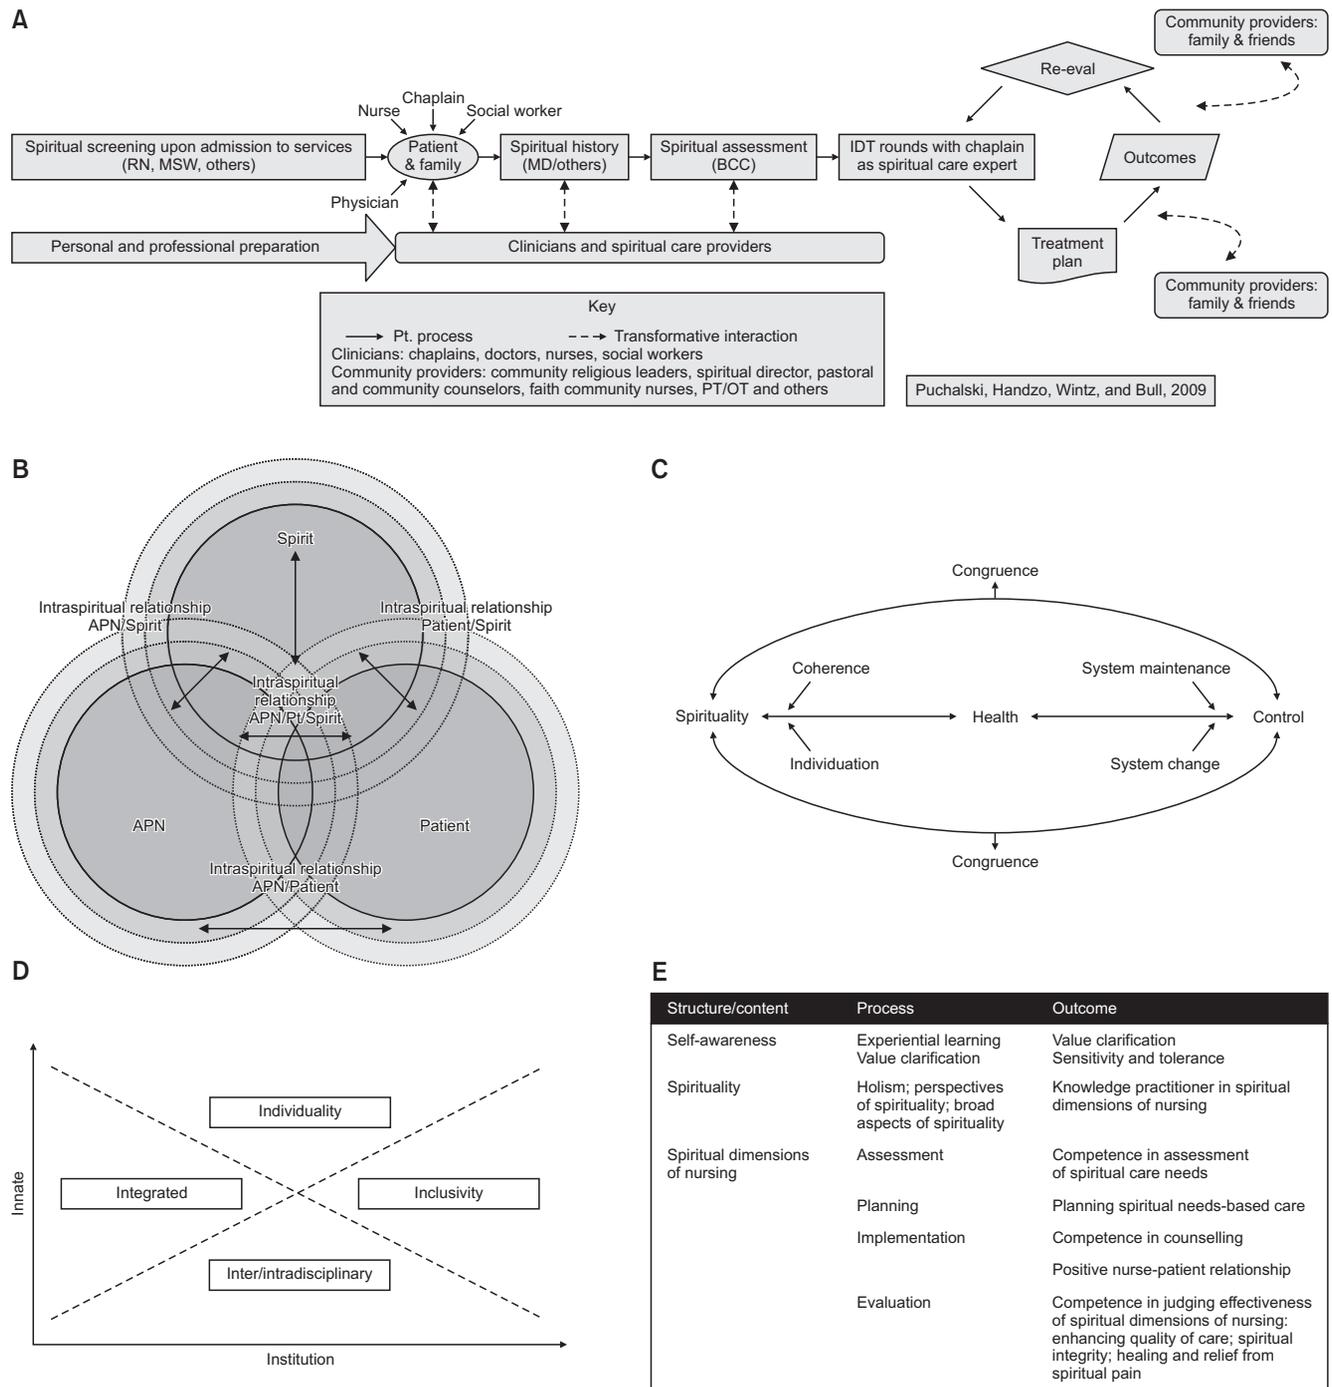 A
Community providers:
family & friends
Re-eval
Chaplain
Nurse
Social worker
Spiritual screening upon admission to services
(RN, MSW, others)
Patient
& family
Spiritual history
(MD/others)
Spiritual assessment
(BCC)
IDT rounds with chaplain
as spiritual care expert
Outcomes
Physician
Personal and professional preparation
Clinicians and spiritual care providers
Treatment
plan
Community providers:
family & friends
Key
Pt. process
Transformative interaction
Clinicians: chaplains, doctors, nurses, social workers
Community providers: community religious leaders, spiritual director, pastoral
and community counselors, faith community nurses, PT/OT and others
Puchalski, Handzo, Wintz, and Bull, 2009
B
Spirit
Intraspiritual relationship
APN/Spirit
Intraspiritual relationship
Patient/Spirit
Intraspiritual
relationship
APN/Pt/Spirit
APN
Patient
Intraspiritual relationship
APN/Patient
C
Congruence
Coherence
System maintenance
Spirituality
Health
Control
Individuation
System change
Congruence
D
Innate
Individuality
Integrated
Inclusivity
Inter/intradisciplinary
Institution
E
Structure/content
Process
Outcome
Self-awareness
Experiential learning
Value clarification
Value clarification
Sensitivity and tolerance
Spirituality
Holism; perspectives
of spirituality; broad
aspects of spirituality
Knowledge practitioner in spiritual
dimensions of nursing
Spiritual dimensions
of nursing
Assessment
Competence in assessment
of spiritual care needs
Planning
Planning spiritual needs-based care
Implementation
Competence in counselling
Positive nurse-patient relationship
Evaluation
Competence in judging effectiveness
of spiritual dimensions of nursing:
enhancing quality of care; spiritual
integrity; healing and relief from
spiritual pain